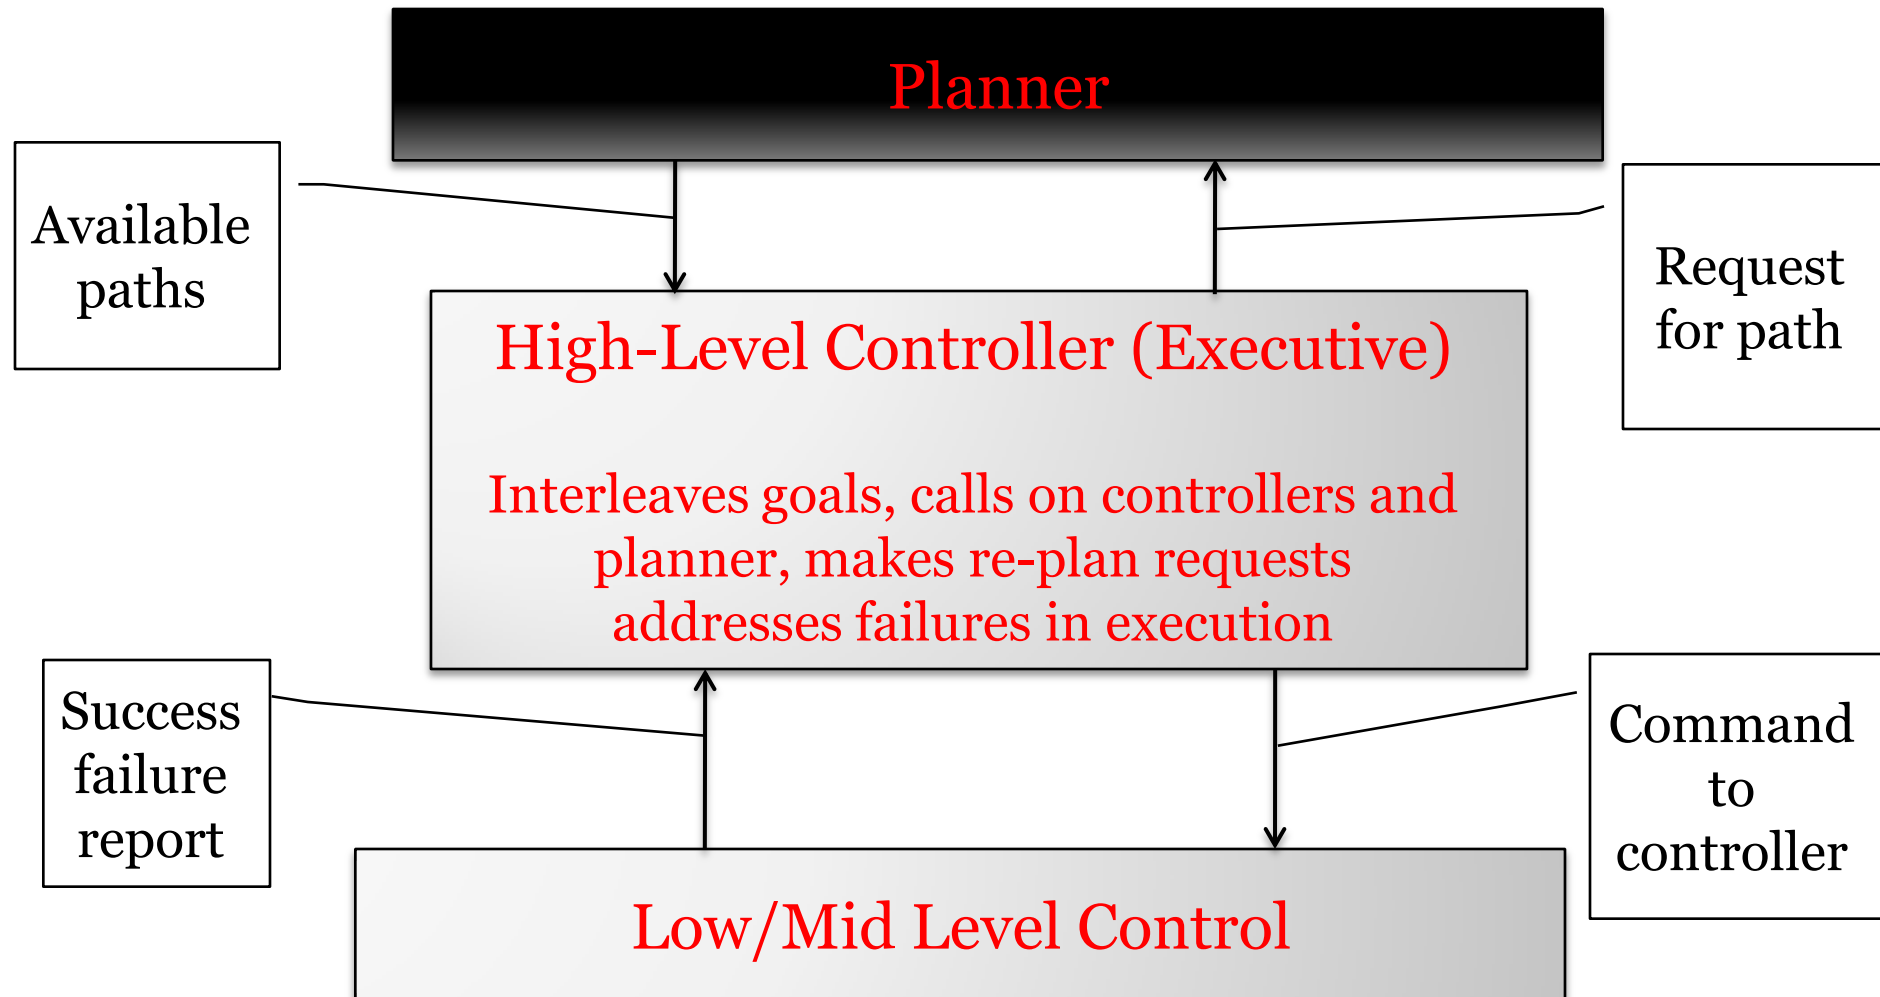 Planner
Available
paths
Request
for path
High-Level Controller (Executive)
Interleaves goals, calls on controllers and
planner, makes re-plan requests
addresses failures in execution
Success
failure
report
Command
to
controller
Low/Mid Level Control